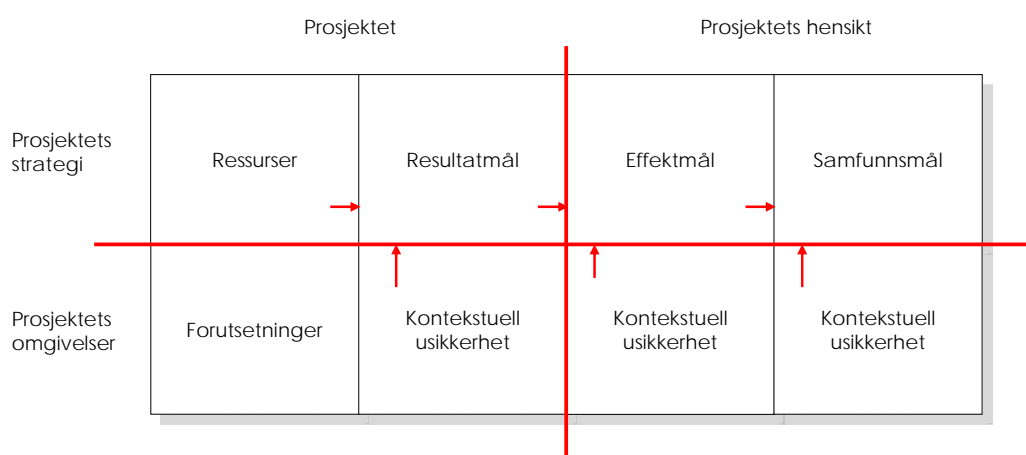 Prosjektet
Prosjektets hensikt
Prosjektets
strategi
Ressurser
Resultatmål
Effektmål
Samfunnsmål
Prosjektets
omgivelser
Forutsetninger
Kontekstuell
usikkerhet
Kontekstuell
usikkerhet
Kontekstuell
usikkerhet